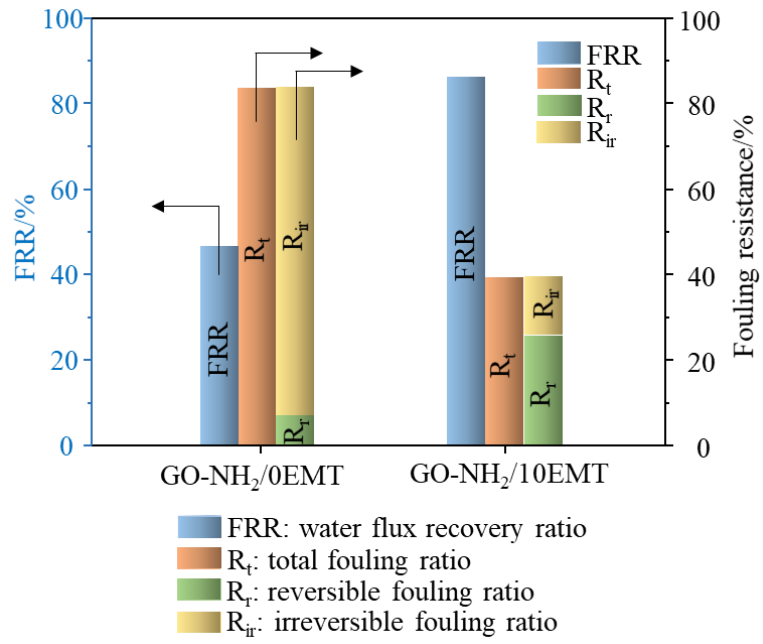 100
80
60
40
20
0
FRR/%
100
80
60
40
20
0
Fouling resistance/%
FRR
Rₜ
Rᵣ
Rᵢᵣ
FRR
Rₜ
Rᵢᵣ
Rᵣ
FRR
Rₜ
Rᵢᵣ
Rᵣ
GO-NH₂/0EMT
GO-NH₂/10EMT
FRR: water flux recovery ratio
Rₜ: total fouling ratio
Rᵣ: reversible fouling ratio
Rᵢᵣ: irreversible fouling ratio